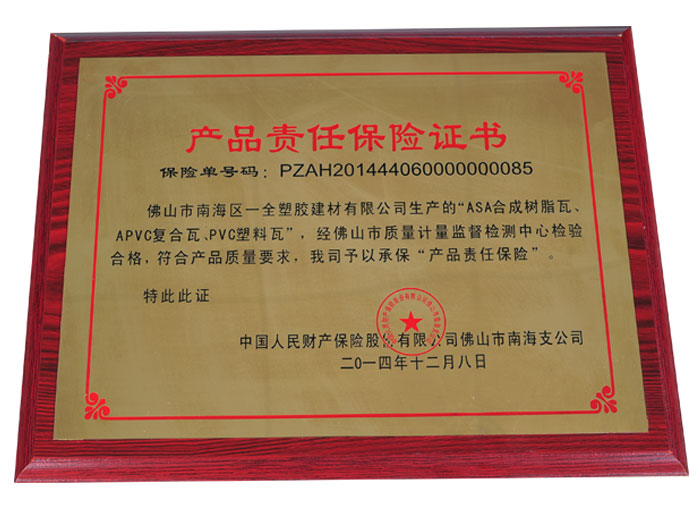 产品责任保险证书
保险单号码：PZAH201444060000000085
佛山市南海区一全塑胶建材有限公司生产的“ASA合成树脂瓦、
APVC复合瓦、PVC塑料瓦”，经佛山市质量计量监督检测中心检验
合格，符合产品质量要求，我司予以承保“产品责任保险”。
特此此证
中国人民财产保险股份有限公司佛山市南海支公司
二0一四年十二月八日